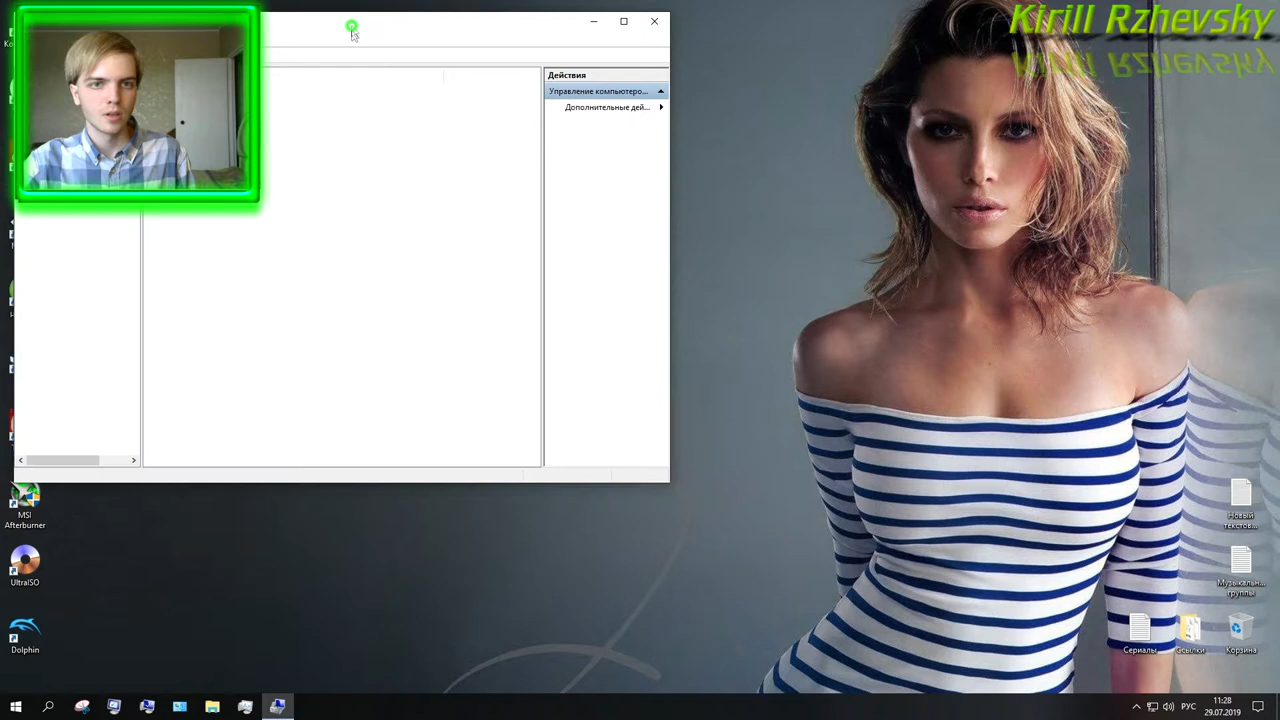 Kirill Rzhevsky
Действия
Управление компьютеро...
Дополнительные дей...
MSI
Afterburner
UltraISO
Dolphin
Новый
текстов...
Музыкальн...
группы
Сериалы
Ссылки
Корзина
РУС
11:28
29.07.2019